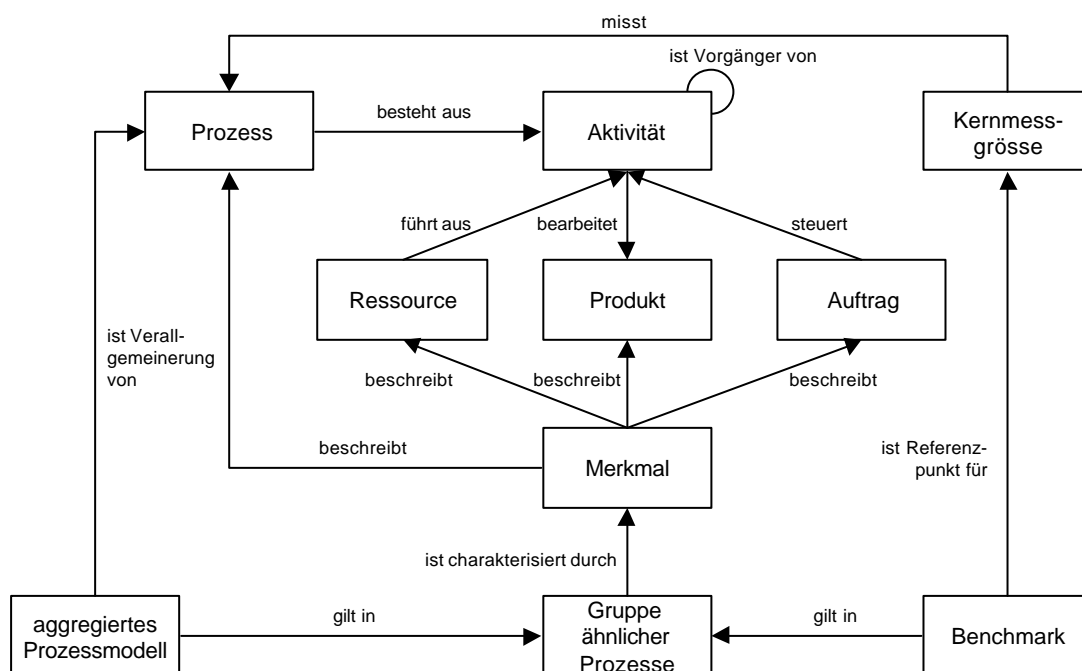 misst
ist Vorgänger von
besteht aus
Prozess
Aktivität
Kernmess-
grösse
führt aus
bearbeitet
steuert
Ressource
Produkt
Auftrag
ist Verall-
gemeinerung
von
beschreibt
beschreibt
beschreibt
beschreibt
Merkmal
ist Referenz-
punkt für
ist charakterisiert durch
aggregiertes
Prozessmodell
gilt in
Gruppe
ähnlicher
Prozesse
gilt in
Benchmark